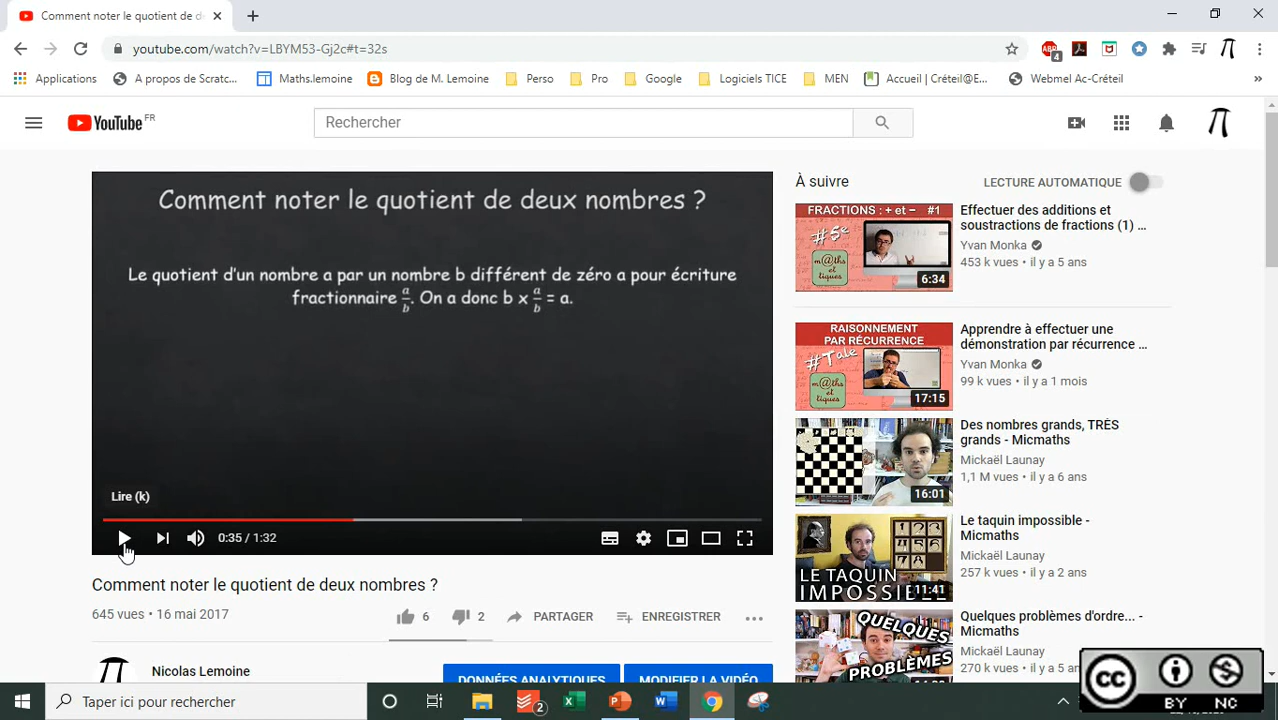 Comment noter le quotient de d
youtube.com/watch?v=LBYM53-Gj2c#t=32s
4
Applications
A propos de Scratc...
Maths.lemoine
Blog de M. Lemoine
Perso
Pro
Google
Logiciels TICE
MEN
Accueil | Créteil@E...
Webmel Ac-Créteil
YouTube FR
Rechercher
Comment noter le quotient de deux nombres ?
Le quotient d'un nombre a par un nombre b différent de zéro a pour écriture
fractionnaire a/b. On a donc b x a/b = a.
Lire (k)
0:35 / 1:32
Comment noter le quotient de deux nombres ?
645 vues • 16 mai 2017
6
2
PARTAGER
ENREGISTRER
Nicolas Lemoine
DONNÉES ANALYTIQUES
MODIFIER LA VIDÉO
À suivre
LECTURE AUTOMATIQUE
FRACTIONS : + et - #1
#5e
m@ths
et
tiques
6:34
Effectuer des additions et
soustractions de fractions (1) ...
Yvan Monka
453 k vues • il y a 5 ans
RAISONNEMENT
PAR RÉCURRENCE
#Tale
m@ths
et
tiques
17:15
Apprendre à effectuer une
démonstration par récurrence ...
Yvan Monka
99 k vues • il y a 1 mois
16:01
Des nombres grands, TRÈS
grands - Micmaths
Mickaël Launay
1,1 M vues • il y a 6 ans
LE TAQUIN
IMPOSSIBLE
11:41
Le taquin impossible -
Micmaths
Mickaël Launay
257 k vues • il y a 2 ans
QUELQUES
PROBLÈMES
Quelques problèmes d'ordre... -
Micmaths
Mickaël Launay
270 k vues • il y a 5 an
Taper ici pour rechercher
2
cc
BY NC